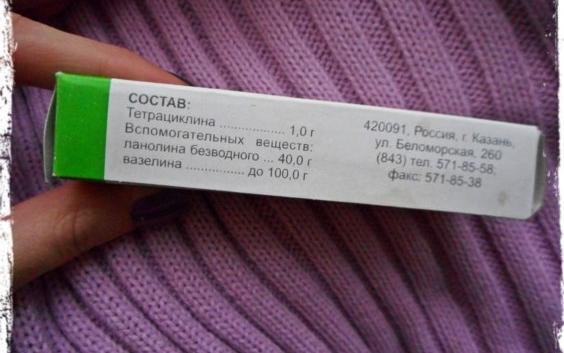 СОСТАВ:
Тетрациклина .................. 1,0 г
Вспомогательных веществ:
ланолина безводного ... 40,0 г
вазелина ................ до 100,0 г
420091, Россия, г. Казань,
ул. Беломорская, 260
(843) тел. 571-85-58;
факс: 571-85-38